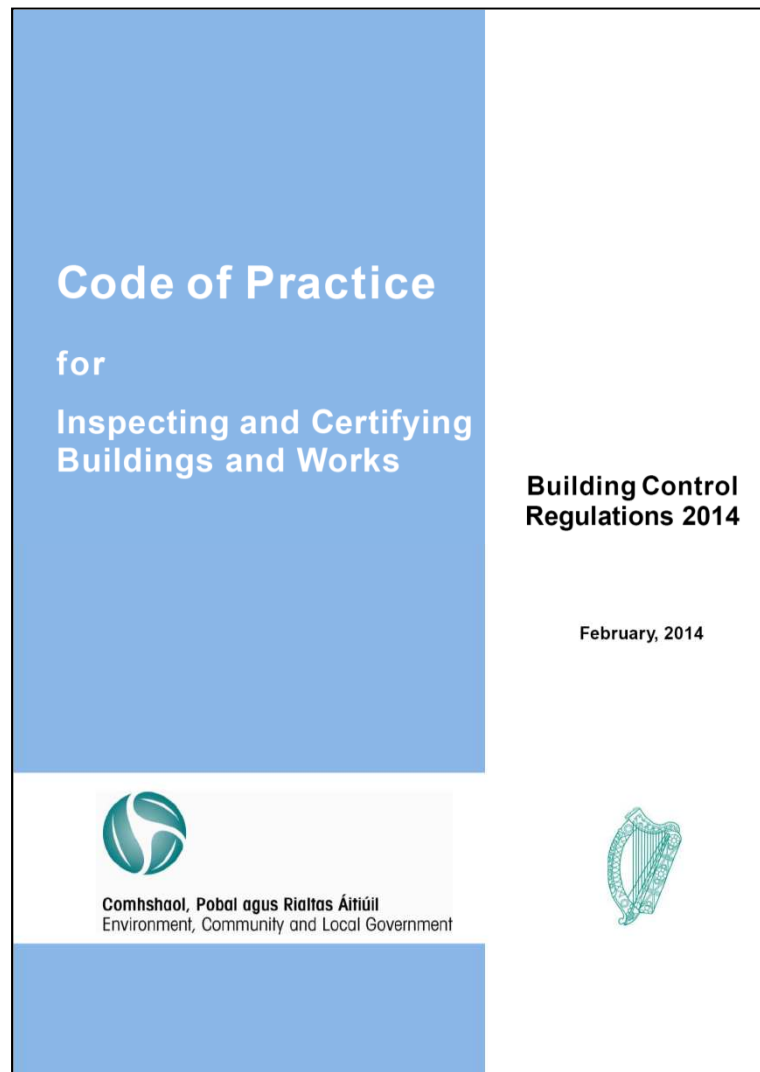 Code of Practice
for
Inspecting and Certifying
Buildings and Works
Building Control
Regulations 2014
February, 2014
Comhshaol, Pobal agus Rialtas Áitiúil
Environment, Community and Local Government